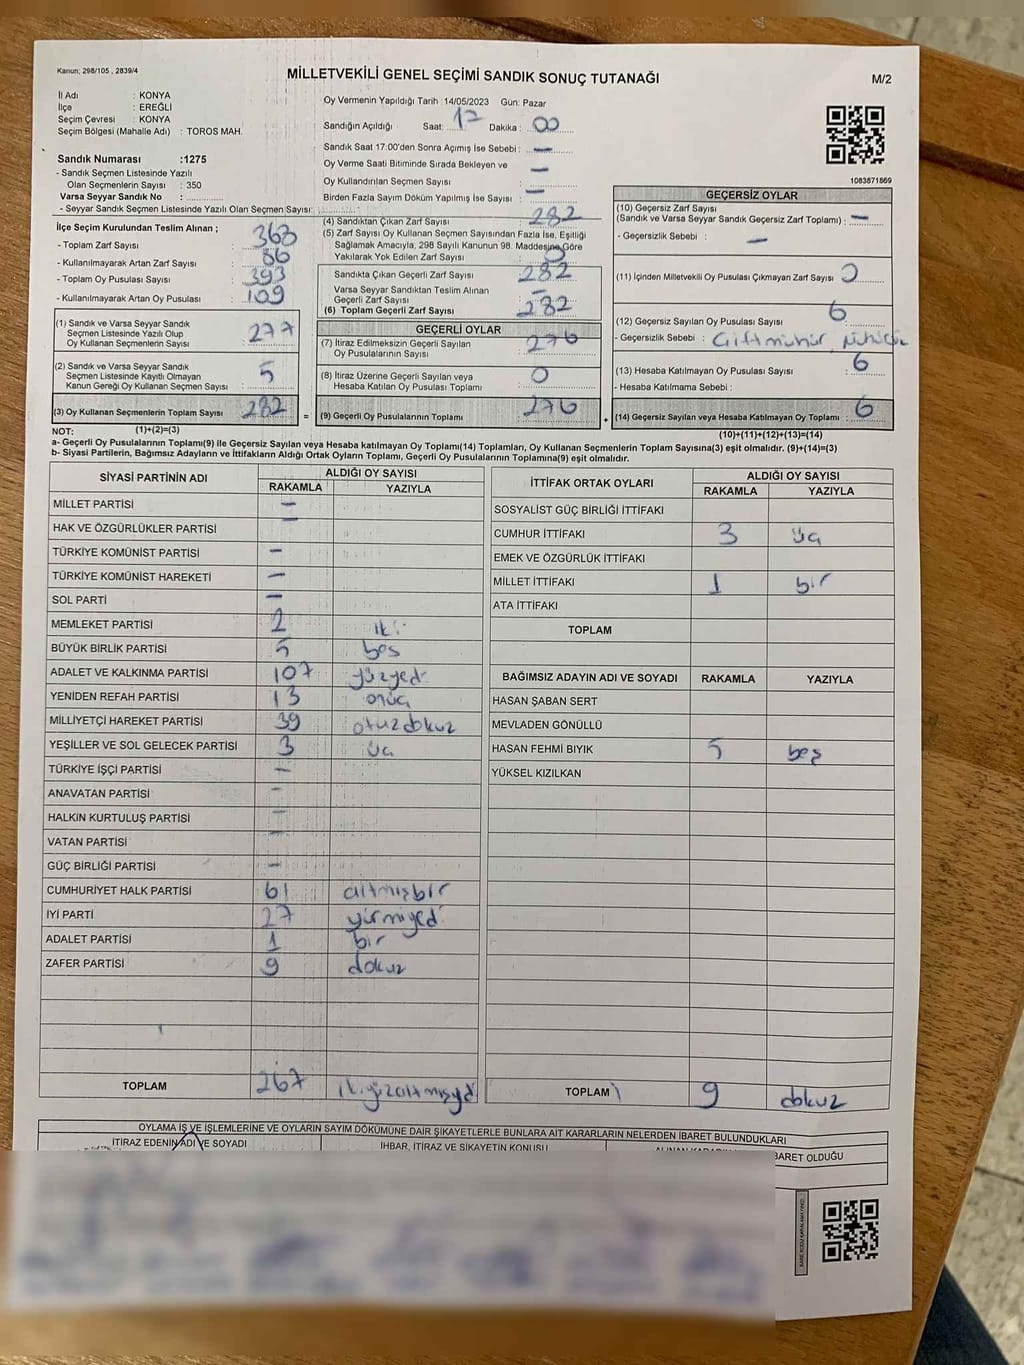 Kanun; 298/105 , 2839/4
MİLLETVEKİLİ GENEL SEÇİMİ SANDIK SONUÇ TUTANAĞI
M/2
İl Adı : KONYA
İlçe : EREĞLİ
Seçim Çevresi : KONYA
Seçim Bölgesi (Mahalle Adı) : TOROS MAH.
Sandık Numarası :1275
- Sandık Seçmen Listesinde Yazılı
Olan Seçmenlerin Sayısı : 350
Varsa Seyyar Sandık No :
- Seyyar Sandık Seçmen Listesinde Yazılı Olan Seçmen Sayısı:
Oy Vermenin Yapıldığı Tarih :14/05/2023 Gün: Pazar
Sandığın Açıldığı Saat: 17 Dakika : 00
Sandık Saat 17:00'den Sonra Açımış İse Sebebi : —
Oy Verme Saati Bitiminde Sırada Bekleyen ve
Oy Kullandırılan Seçmen Sayısı : —
Birden Fazla Sayım Döküm Yapılmış İse Sayısı : —
1083871869
İlçe Seçim Kurulundan Teslim Alınan ;
- Toplam Zarf Sayısı : 368
- Kullanılmayarak Artan Zarf Sayısı : 86
- Toplam Oy Pusulası Sayısı : 393
- Kullanılmayarak Artan Oy Pusulası : 109
(1) Sandık ve Varsa Seyyar Sandık
Seçmen Listesinde Yazılı Olup
Oy Kullanan Seçmenlerin Sayısı : 277
(2) Sandık ve Varsa Seyyar Sandık
Seçmen Listesinde Kayıtlı Olmayan
Kanun Gereği Oy Kullanan Seçmen Sayısı : 5
(3) Oy Kullanan Seçmenlerin Toplam Sayısı : 282
(4) Sandıktan Çıkan Zarf Sayısı : 282
(5) Zarf Sayısı Oy Kullanan Seçmen Sayısından Fazla İse, Eşitliği
Sağlamak Amacıyla, 298 Sayılı Kanunun 98. Maddesine Göre
Yakılarak Yok Edilen Zarf Sayısı : 0
Sandıkta Çıkan Geçerli Zarf Sayısı : 282
Varsa Seyyar Sandıktan Teslim Alınan
Geçerli Zarf Sayısı : —
(6) Toplam Geçerli Zarf Sayısı : 282
GEÇERLİ OYLAR
(7) İtiraz Edilmeksizin Geçerli Sayılan
Oy Pusulalarının Sayısı : 276
(8) İtiraz Üzerine Geçerli Sayılan veya
Hesaba Katılan Oy Pusulası Toplamı : 0
= (9) Geçerli Oy Pusulalarının Toplamı : 276 +
GEÇERSİZ OYLAR
(10) Geçersiz Zarf Sayısı
(Sandık ve Varsa Seyyar Sandık Geçersiz Zarf Toplamı) : —
- Geçersizlik Sebebi : —
(11) İçinden Milletvekili Oy Pusulası Çıkmayan Zarf Sayısı : 0
(12) Geçersiz Sayılan Oy Pusulası Sayısı : 6
- Geçersizlik Sebebi : Çift mühür,
(13) Hesaba Katılmayan Oy Pusulası Sayısı : 6
- Hesaba Katılmama Sebebi :
(14) Geçersiz Sayılan veya Hesaba Katılmayan Oy Toplamı : 6
NOT: (1)+(2)=(3)
(10)+(11)+(12)+(13)=(14)
a- Geçerli Oy Pusulalarının Toplamı(9) ile Geçersiz Sayılan veya Hesaba katılmayan Oy Toplamı(14) Toplamları, Oy Kullanan Seçmenlerin Toplam Sayısına(3) eşit olmalıdır. (9)+(14)=(3)
b- Siyasi Partilerin, Bağımsız Adayların ve İttifakların Aldığı Ortak Oyların Toplamı, Geçerli Oy Pusulalarının Toplamına(9) eşit olmalıdır.
SİYASİ PARTİNİN ADI ALDIĞI OY SAYISI
RAKAMLA YAZIYLA
MİLLET PARTİSİ —
HAK VE ÖZGÜRLÜKLER PARTİSİ —
TÜRKİYE KOMÜNİST PARTİSİ —
TÜRKİYE KOMÜNİST HAREKETİ —
SOL PARTİ —
MEMLEKET PARTİSİ 2 iki
BÜYÜK BİRLİK PARTİSİ 5 beş
ADALET VE KALKINMA PARTİSİ 107 yüzyedi
YENİDEN REFAH PARTİSİ 13 onüç
MİLLİYETÇİ HAREKET PARTİSİ 39 otuzdokuz
YEŞİLLER VE SOL GELECEK PARTİSİ 3 üç
TÜRKİYE İŞÇİ PARTİSİ —
ANAVATAN PARTİSİ —
HALKIN KURTULUŞ PARTİSİ —
VATAN PARTİSİ —
GÜÇ BİRLİĞİ PARTİSİ —
CUMHURİYET HALK PARTİSİ 61 altmışbir
İYİ PARTİ 27 yirmiyedi
ADALET PARTİSİ 1 bir
ZAFER PARTİSİ 9 dokuz
TOPLAM 267 ikiyüzaltmışyedi
İTTİFAK ORTAK OYLARI ALDIĞI OY SAYISI
RAKAMLA YAZIYLA
SOSYALİST GÜÇ BİRLİĞİ İTTİFAKI
CUMHUR İTTİFAKI 3 üç
EMEK VE ÖZGÜRLÜK İTTİFAKI
MİLLET İTTİFAKI 1 bir
ATA İTTİFAKI
TOPLAM
BAĞIMSIZ ADAYIN ADI VE SOYADI RAKAMLA YAZIYLA
HASAN ŞABAN SERT
MEVLADEN GÖNÜLLÜ
HASAN FEHMI BIYIK 5 beş
YÜKSEL KIZILKAN
TOPLAM 9 dokuz
OYLAMA İŞ VE İŞLEMLERİNE VE OYLARIN SAYIM DÖKÜMÜNE DAİR ŞİKAYETLERLE BUNLARA AİT KARARLARIN NELERDEN İBARET BULUNDUKLARI
İTİRAZ EDENİN ADI VE SOYADI
İHBAR, İTİRAZ VE ŞİKAYETİN KONUSU
BARET OLDUĞU